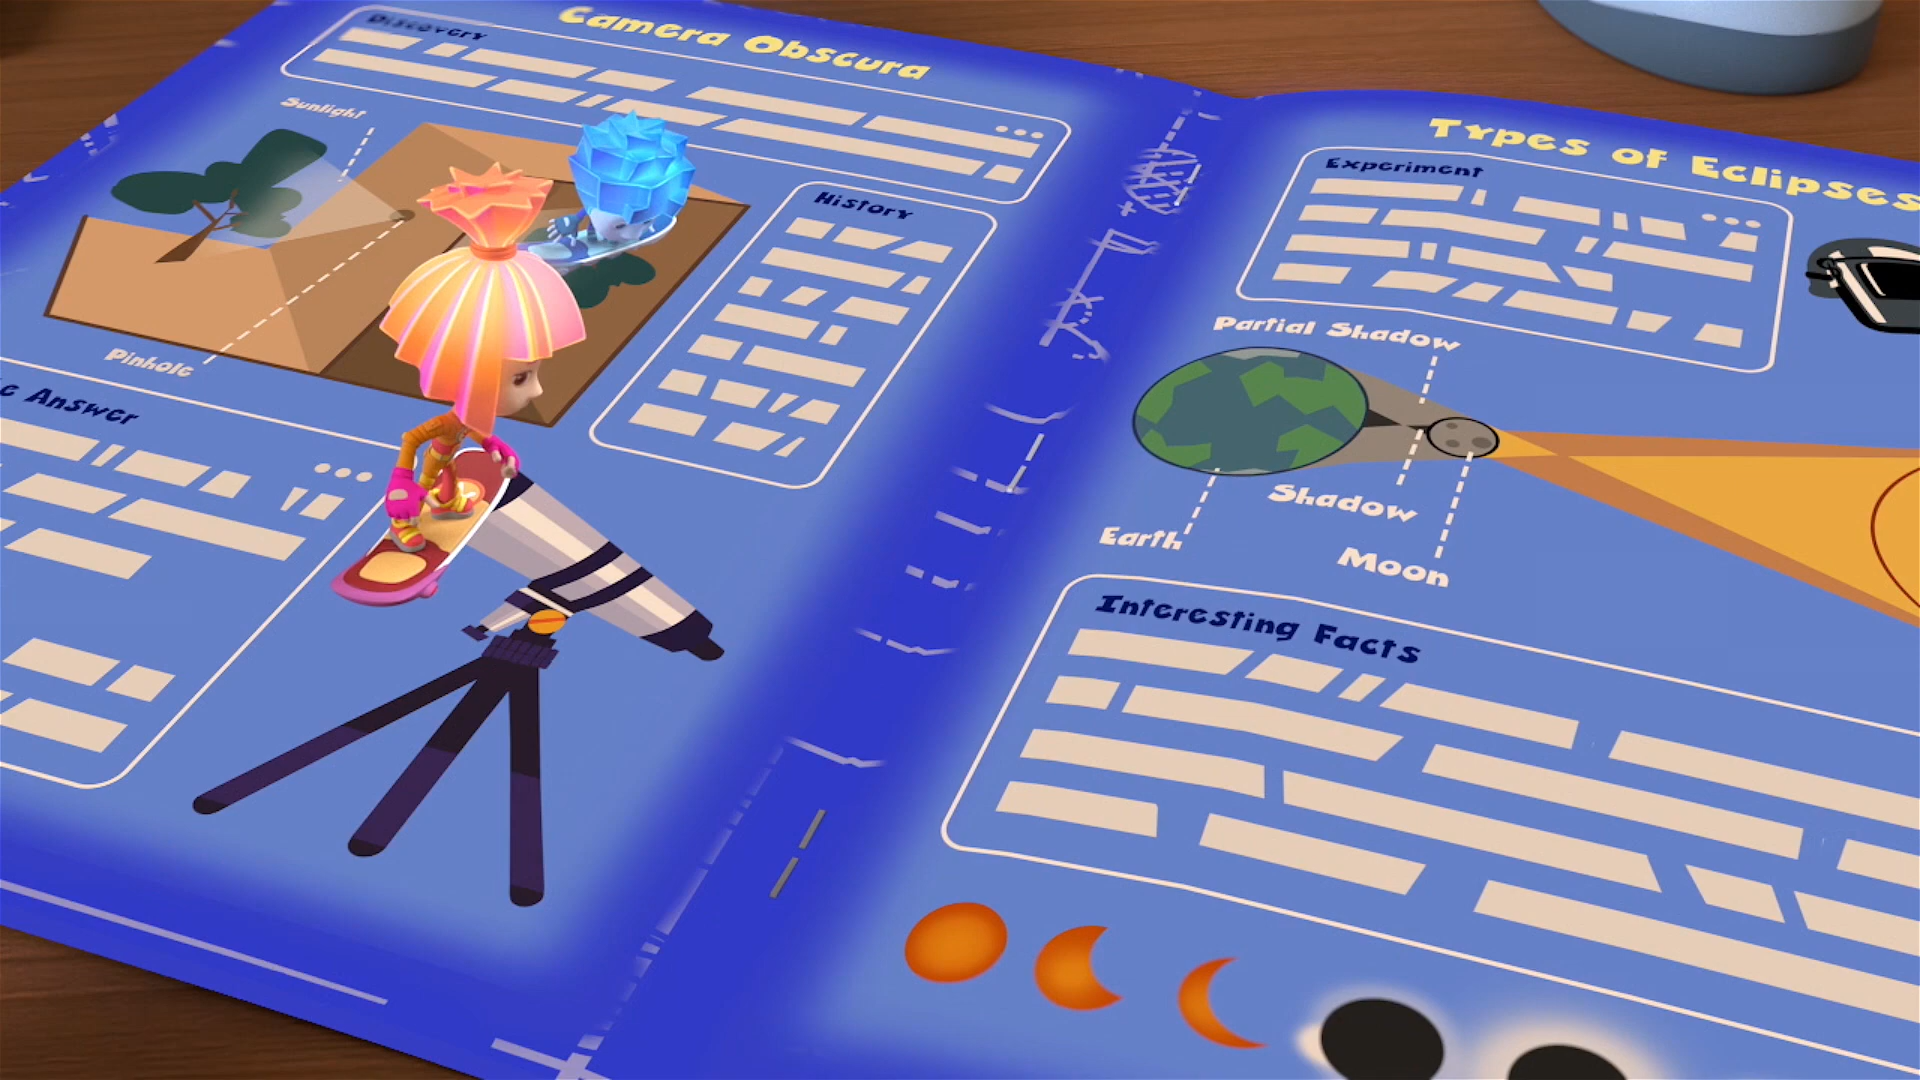 Camera Obscura
Discovery
Sunlight
History
Pinhole
Answer
Types of Eclipses
Experiment
Partial Shadow
Shadow
Earth
Moon
Interesting Facts